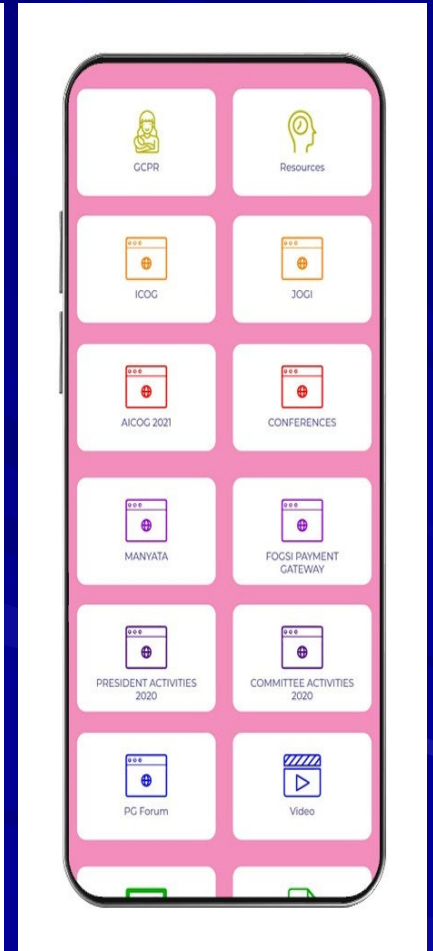 GCPR
Resources
ICOG
JOGI
AICOG 2021
CONFERENCES
MANYATA
FOGSI PAYMENT
GATEWAY
PRESIDENT ACTIVITIES
2020
COMMITTEE ACTIVITIES
2020
PG Forum
Video